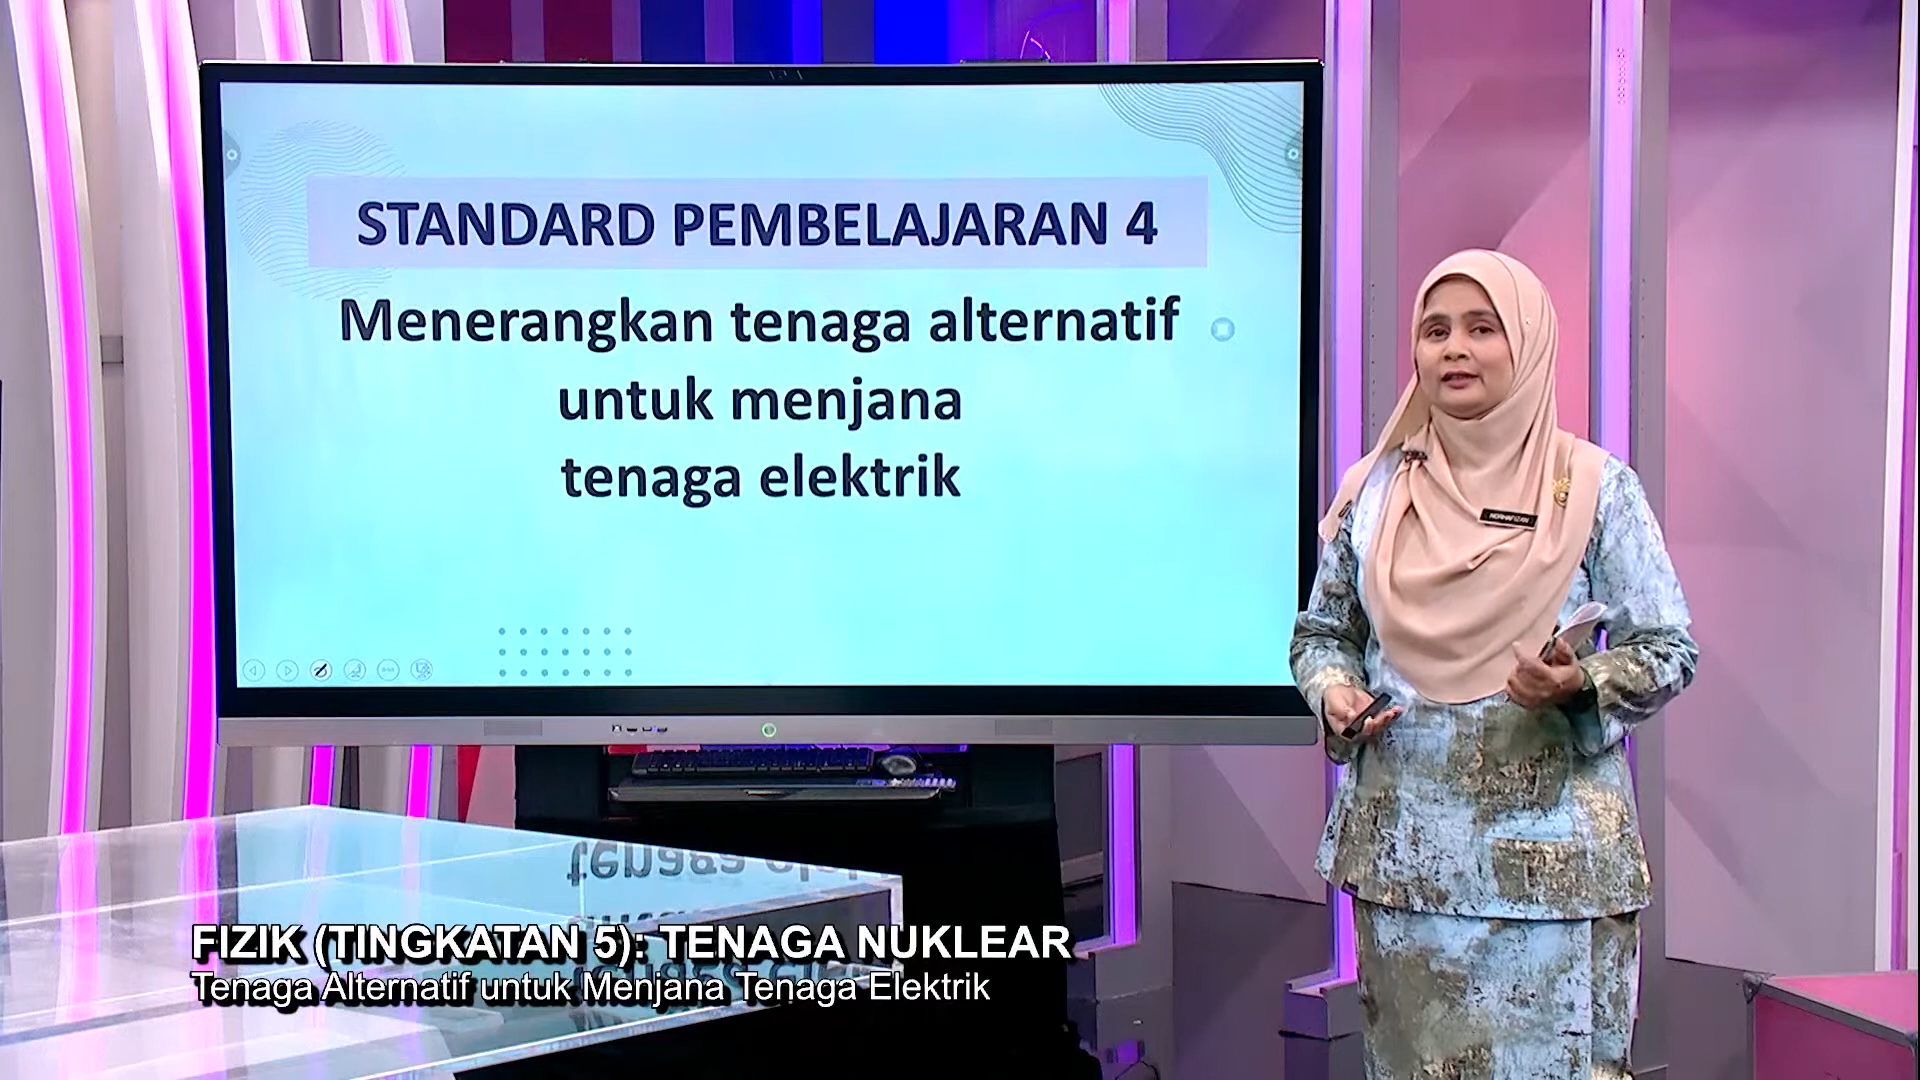 STANDARD PEMBELAJARAN 4
Menerangkan tenaga alternatif
untuk menjana
tenaga elektrik
NORHAFIZAN
FIZIK (TINGKATAN 5): TENAGA NUKLEAR
Tenaga Alternatif untuk Menjana Tenaga Elektrik